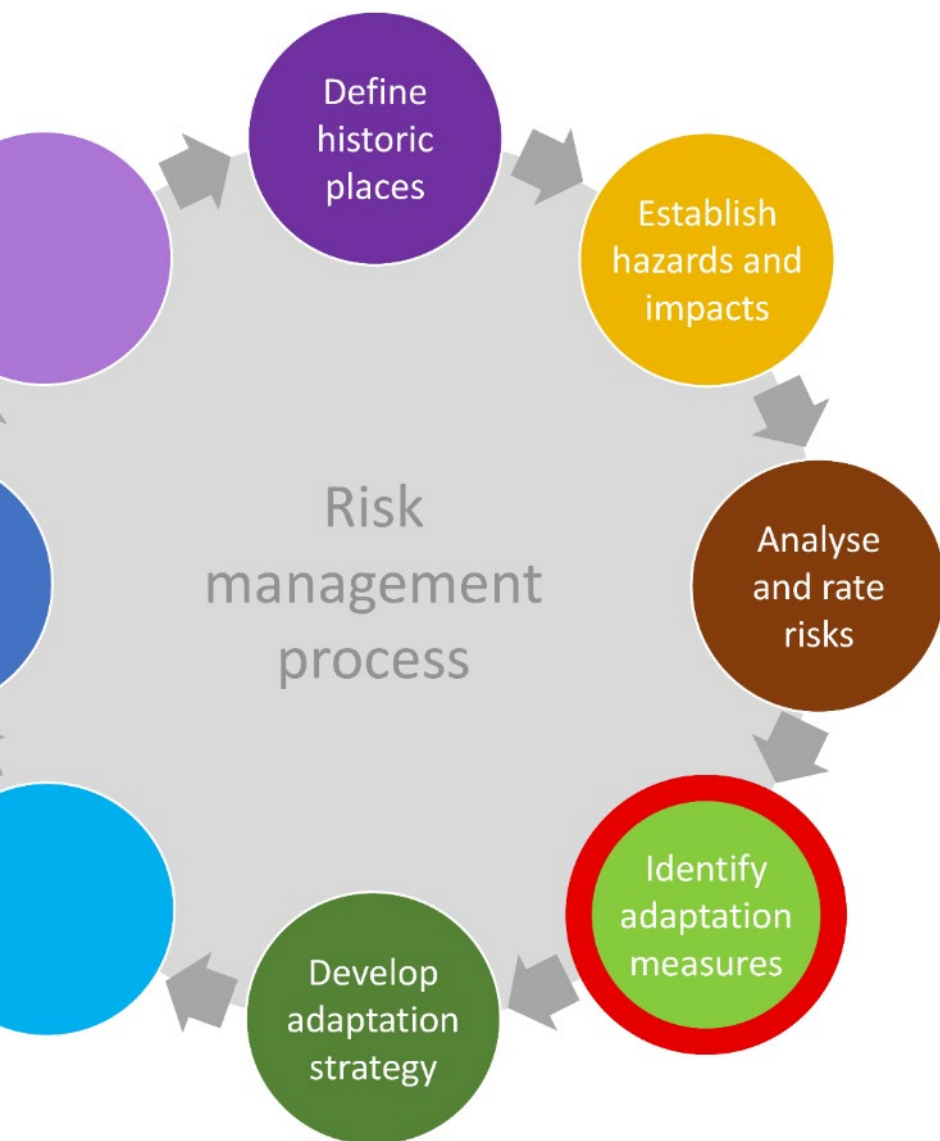 Define
historic
places
Establish
hazards and
impacts
Analyse
and rate
risks
Identify
adaptation
measures
Develop
adaptation
strategy
Risk
management
process